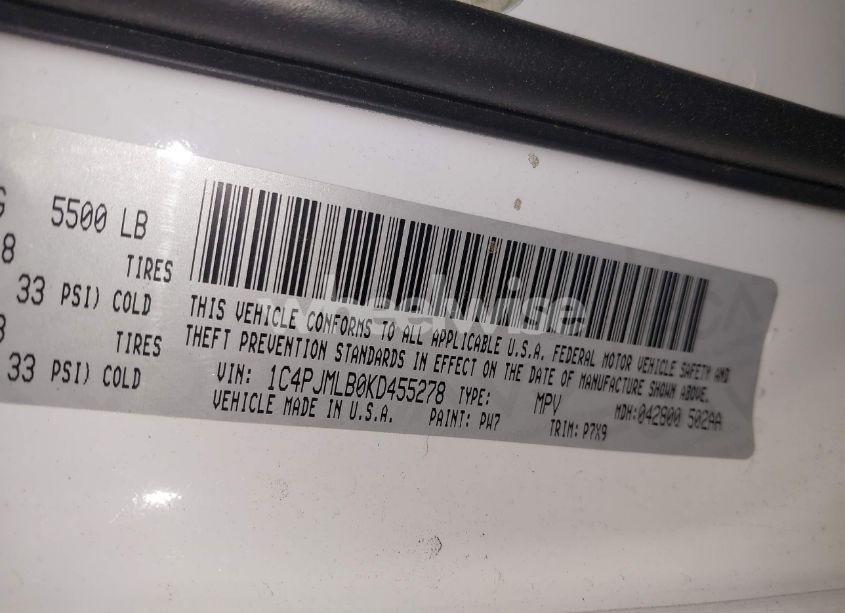 5500 LB
TIRES
33 PSI) COLD
TIRES
33 PSI) COLD
THIS VEHICLE CONFORMS TO ALL APPLICABLE U.S.A. FEDERAL MOTOR VEHICLE SAFETY AND
THEFT PREVENTION STANDARDS IN EFFECT ON THE DATE OF MANUFACTURE SHOWN ABOVE.
VIN: 1C4PJMLB0KD455278 TYPE: MPV MDH:042800 502AA
VEHICLE MADE IN U.S.A. PAINT: PW7 TRIM: P7X9
wheelwise